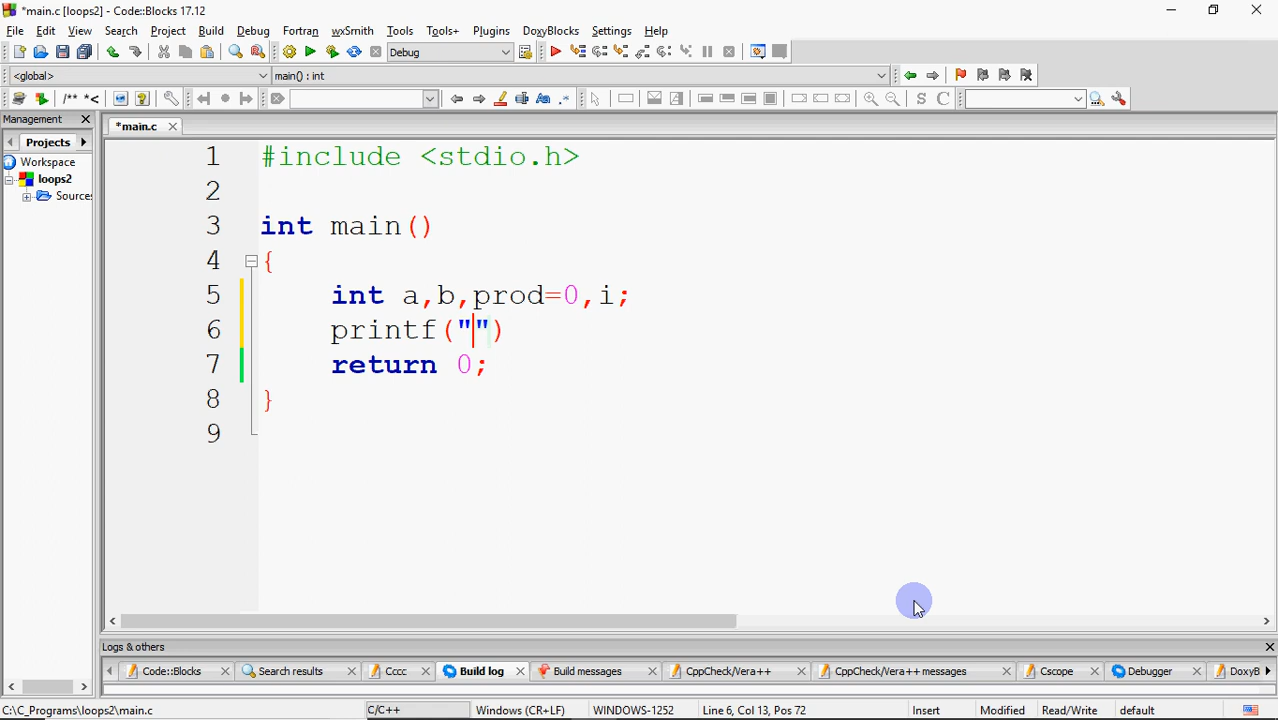 *main.c [loops2] - Code::Blocks 17.12
File Edit View Search Project Build Debug Fortran wxSmith Tools Tools+ Plugins DoxyBlocks Settings Help
Debug
<global> main() : int
/** *<
S C
Management
*main.c
Projects
Workspace
loops2
Sources
1 #include <stdio.h>
2
3 int main()
4 {
5 int a,b,prod=0,i;
6 printf("")
7 return 0;
8 }
9
Logs & others
Code::Blocks Search results Cccc Build log Build messages CppCheck/Vera++ CppCheck/Vera++ messages Cscope Debugger DoxyB
C:\C_Programs\loops2\main.c C/C++ Windows (CR+LF) WINDOWS-1252 Line 6, Col 13, Pos 72 Insert Modified Read/Write default